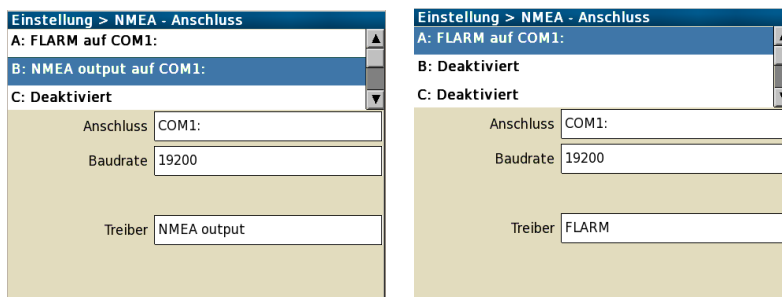 Einstellung > NMEA - Anschluss
A: FLARM auf COM1:
B: NMEA output auf COM1:
C: Deaktiviert
Anschluss COM1:
Baudrate 19200
Treiber NMEA output
Einstellung > NMEA - Anschluss
A: FLARM auf COM1:
B: Deaktiviert
C: Deaktiviert
Anschluss COM1:
Baudrate 19200
Treiber FLARM